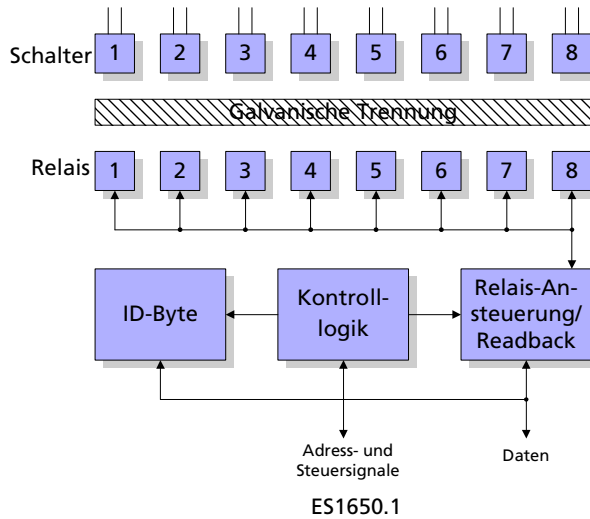 Schalter 1 2 3 4 5 6 7 8
Galvanische Trennung
Relais 1 2 3 4 5 6 7 8
ID-Byte
Kontroll-
logik
Relais-An-
steuerung/
Readback
Adress- und
Steuersignale
Daten
ES1650.1